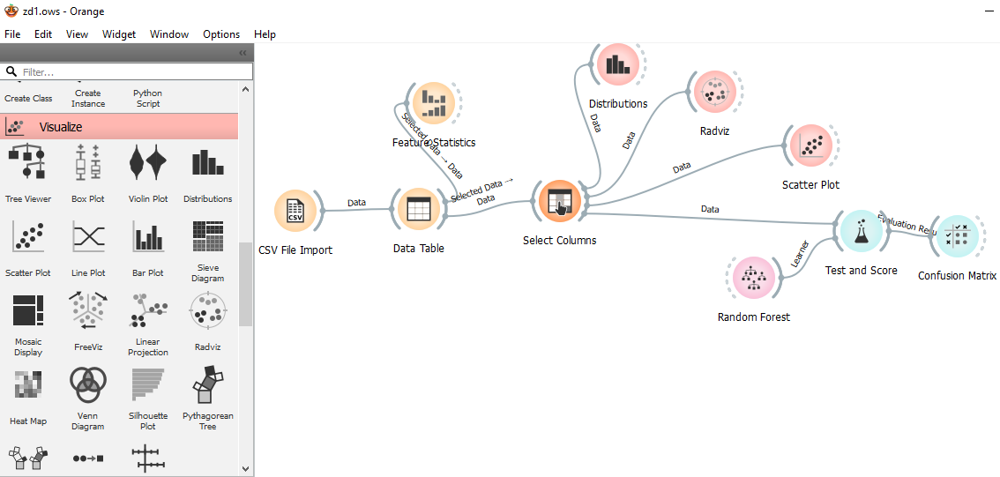 zd1.ows - Orange
File Edit View Widget Window Options Help
Filter...
Create Class
Create Instance
Python Script
Visualize
Tree Viewer
Box Plot
Violin Plot
Distributions
Scatter Plot
Line Plot
Bar Plot
Sieve Diagram
Mosaic Display
FreeViz
Linear Projection
Radviz
Heat Map
Venn Diagram
Silhouette Plot
Pythagorean Tree
CSV
CSV File Import
Data
Data Table
Selected Data → Data
Feature Statistics
Selected Data →
Data
Select Columns
Data
Distributions
Data
Radviz
Data
Scatter Plot
Data
Learner
Random Forest
Test and Score
Evaluation Resu
Confusion Matrix